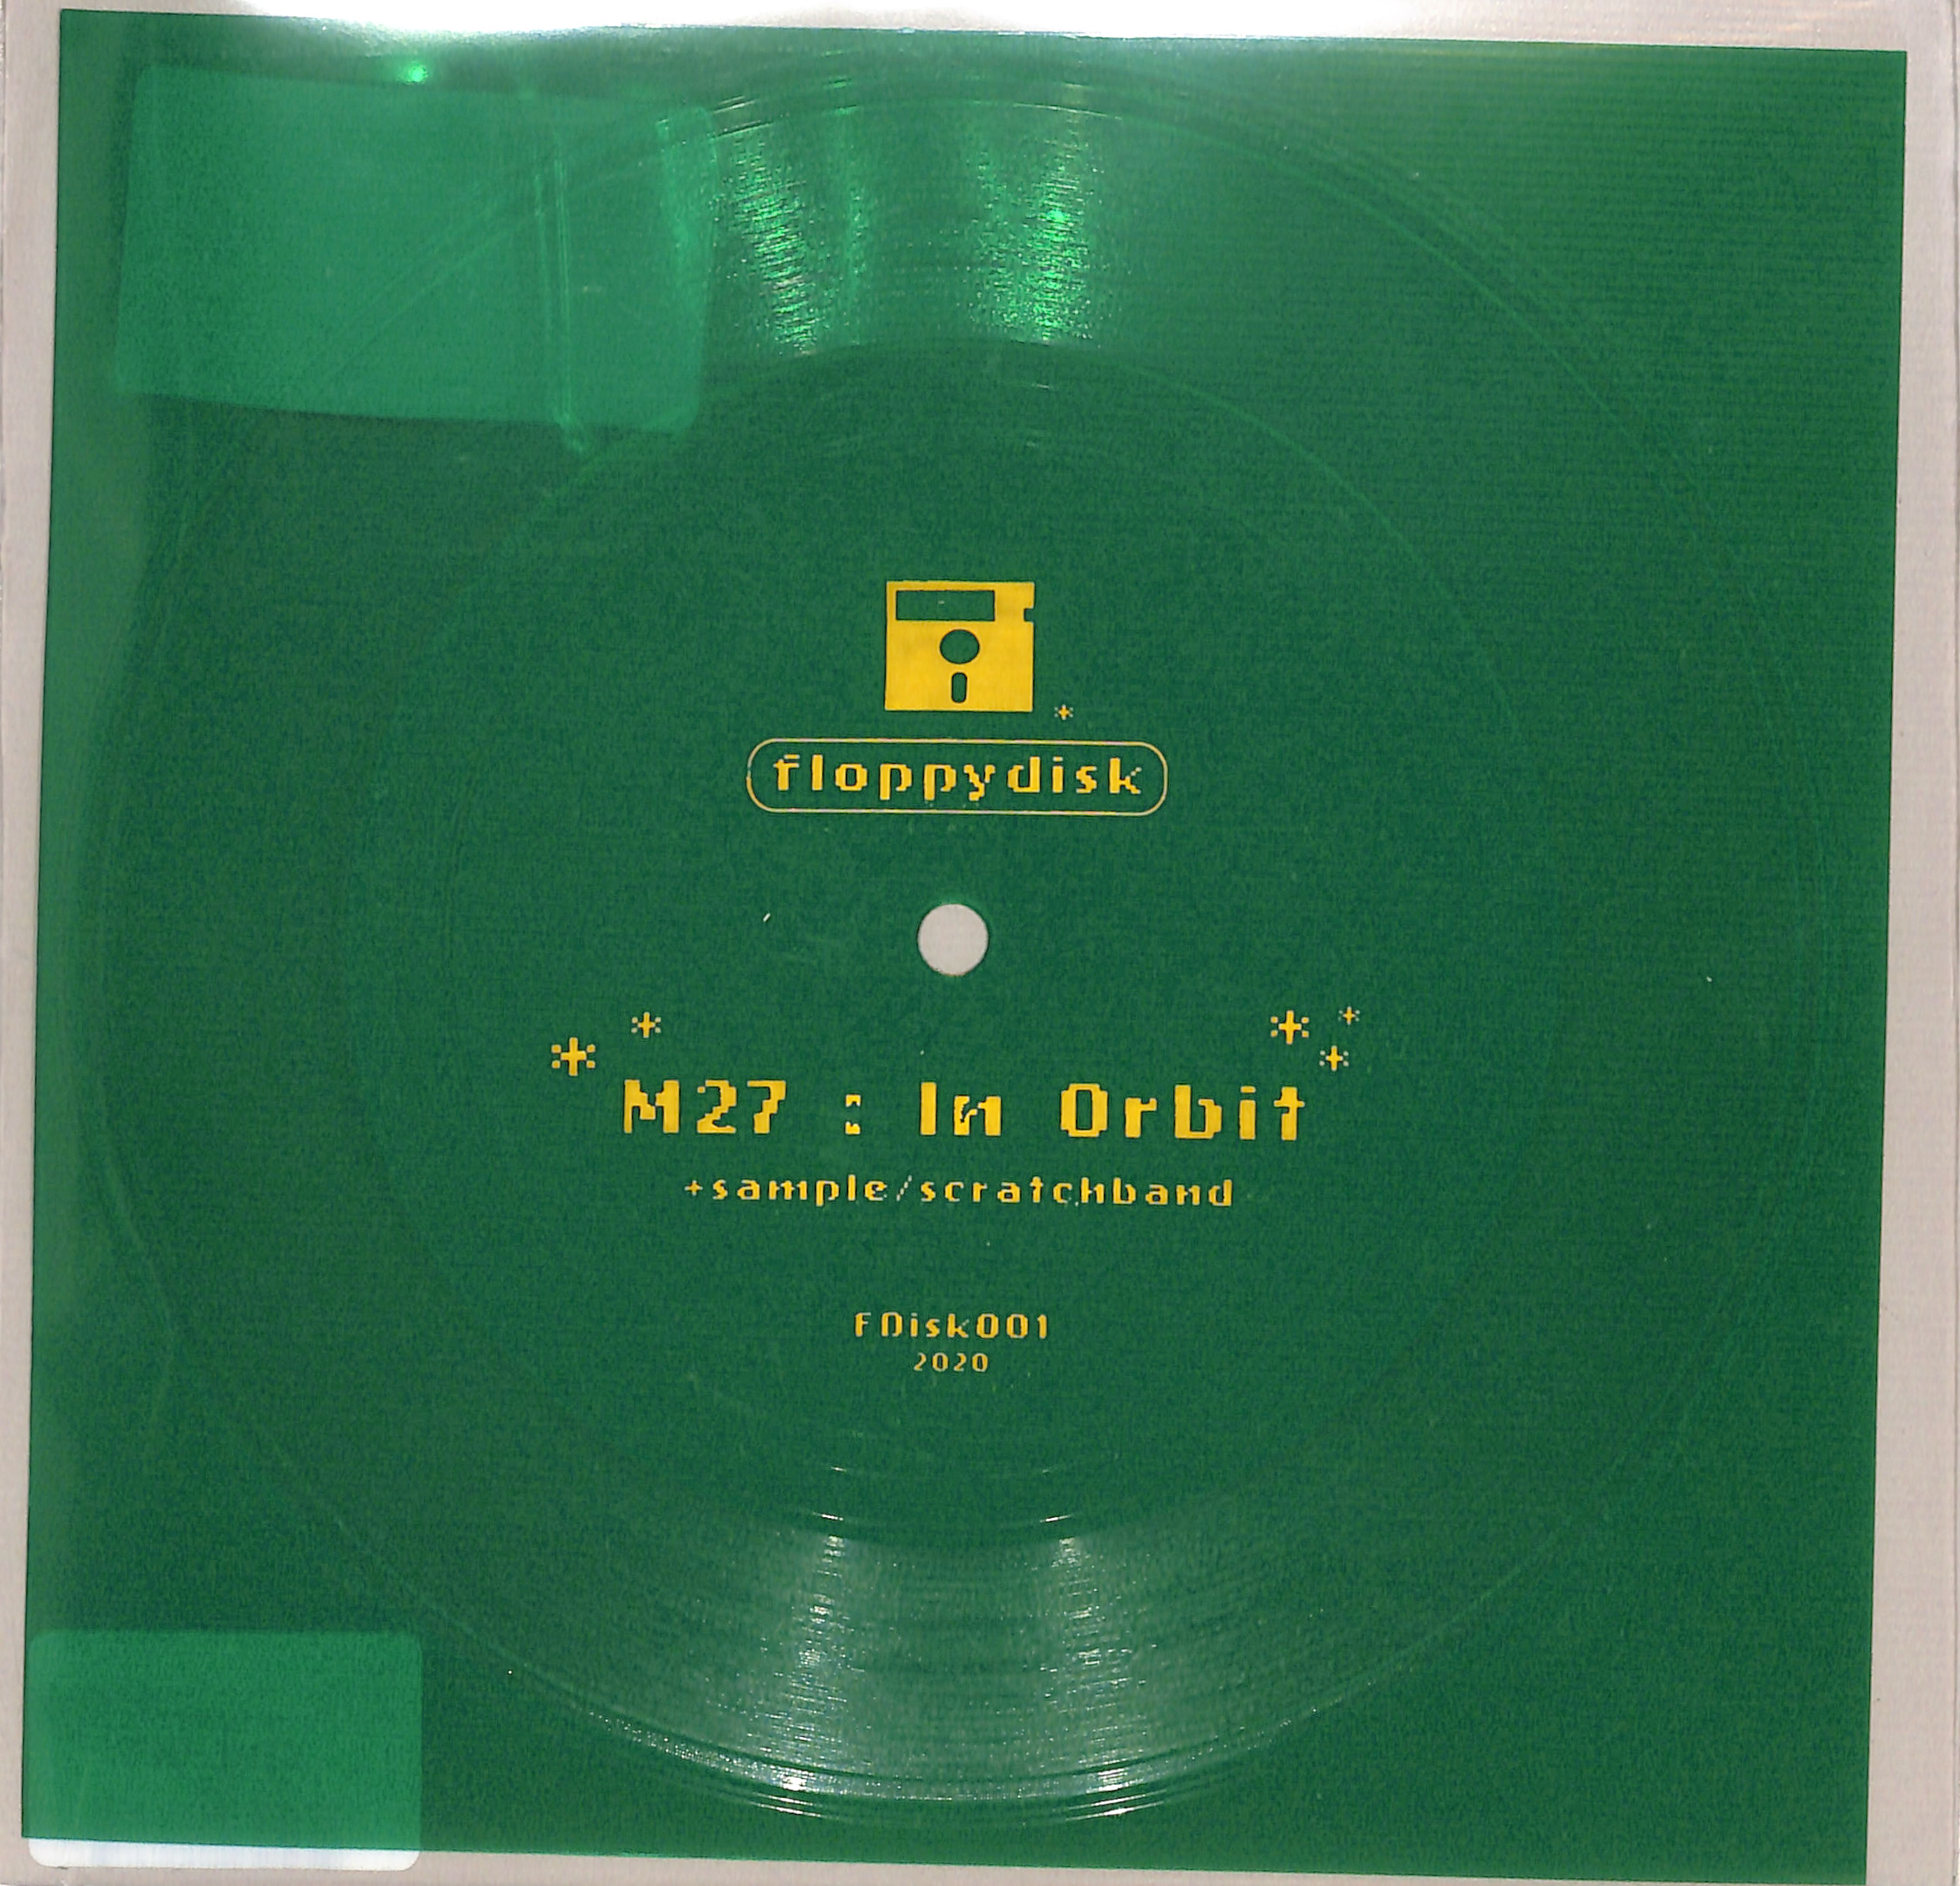 floppydisk
M27 : In Orbit
+sample/scratchband
FDisk001
2020